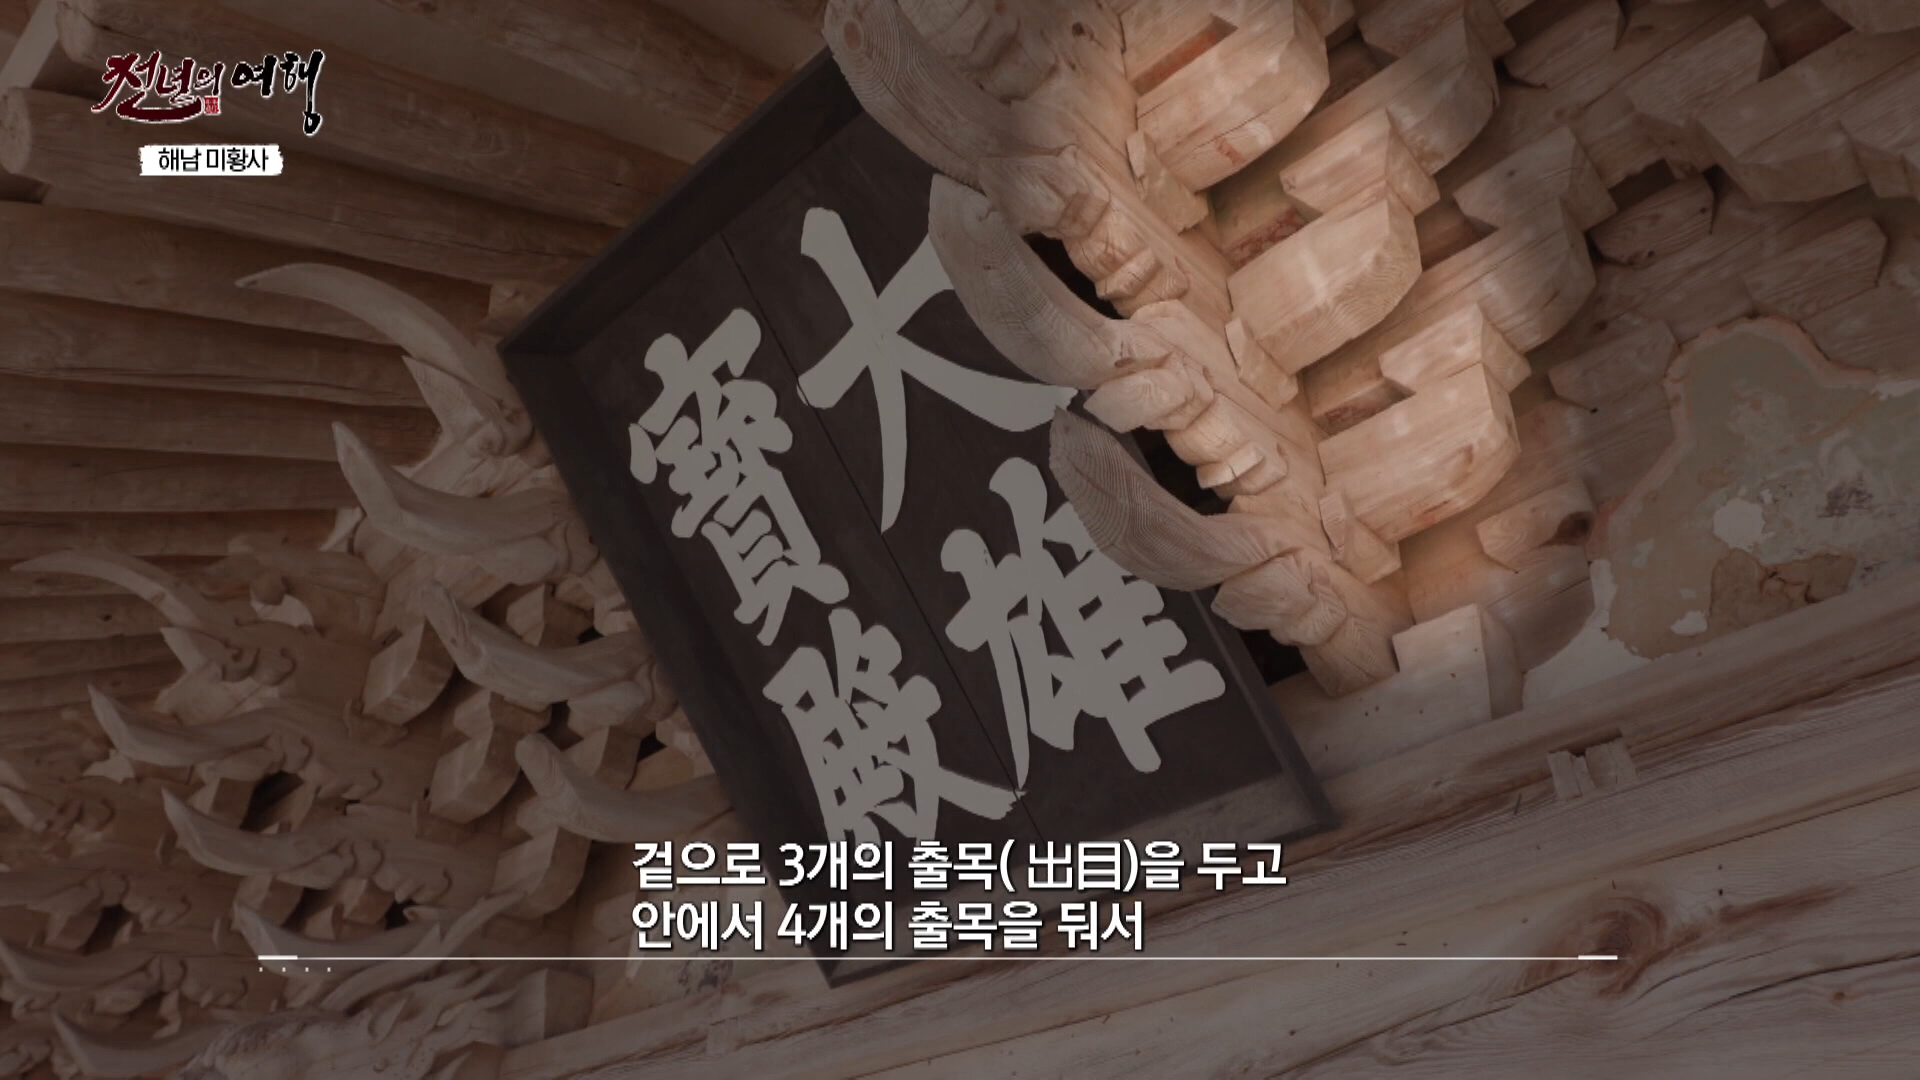 천년의 여행
해남 미황사
大雄
寶殿
겉으로 3개의 출목( 出目)을 두고
안에서 4개의 출목을 둬서